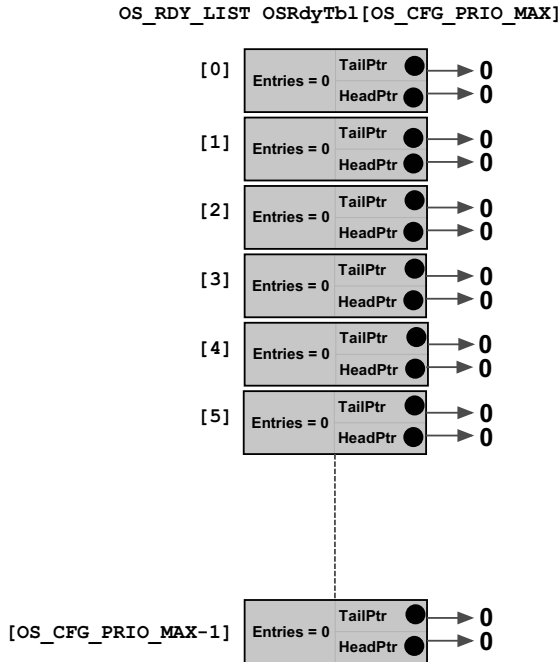 OS_RDY_LIST OSRdyTbl[OS_CFG_PRIO_MAX]
[0] Entries = 0 TailPtr 0
HeadPtr 0
[1] Entries = 0 TailPtr 0
HeadPtr 0
[2] Entries = 0 TailPtr 0
HeadPtr 0
[3] Entries = 0 TailPtr 0
HeadPtr 0
[4] Entries = 0 TailPtr 0
HeadPtr 0
[5] Entries = 0 TailPtr 0
HeadPtr 0
[OS_CFG_PRIO_MAX-1] Entries = 0 TailPtr 0
HeadPtr 0